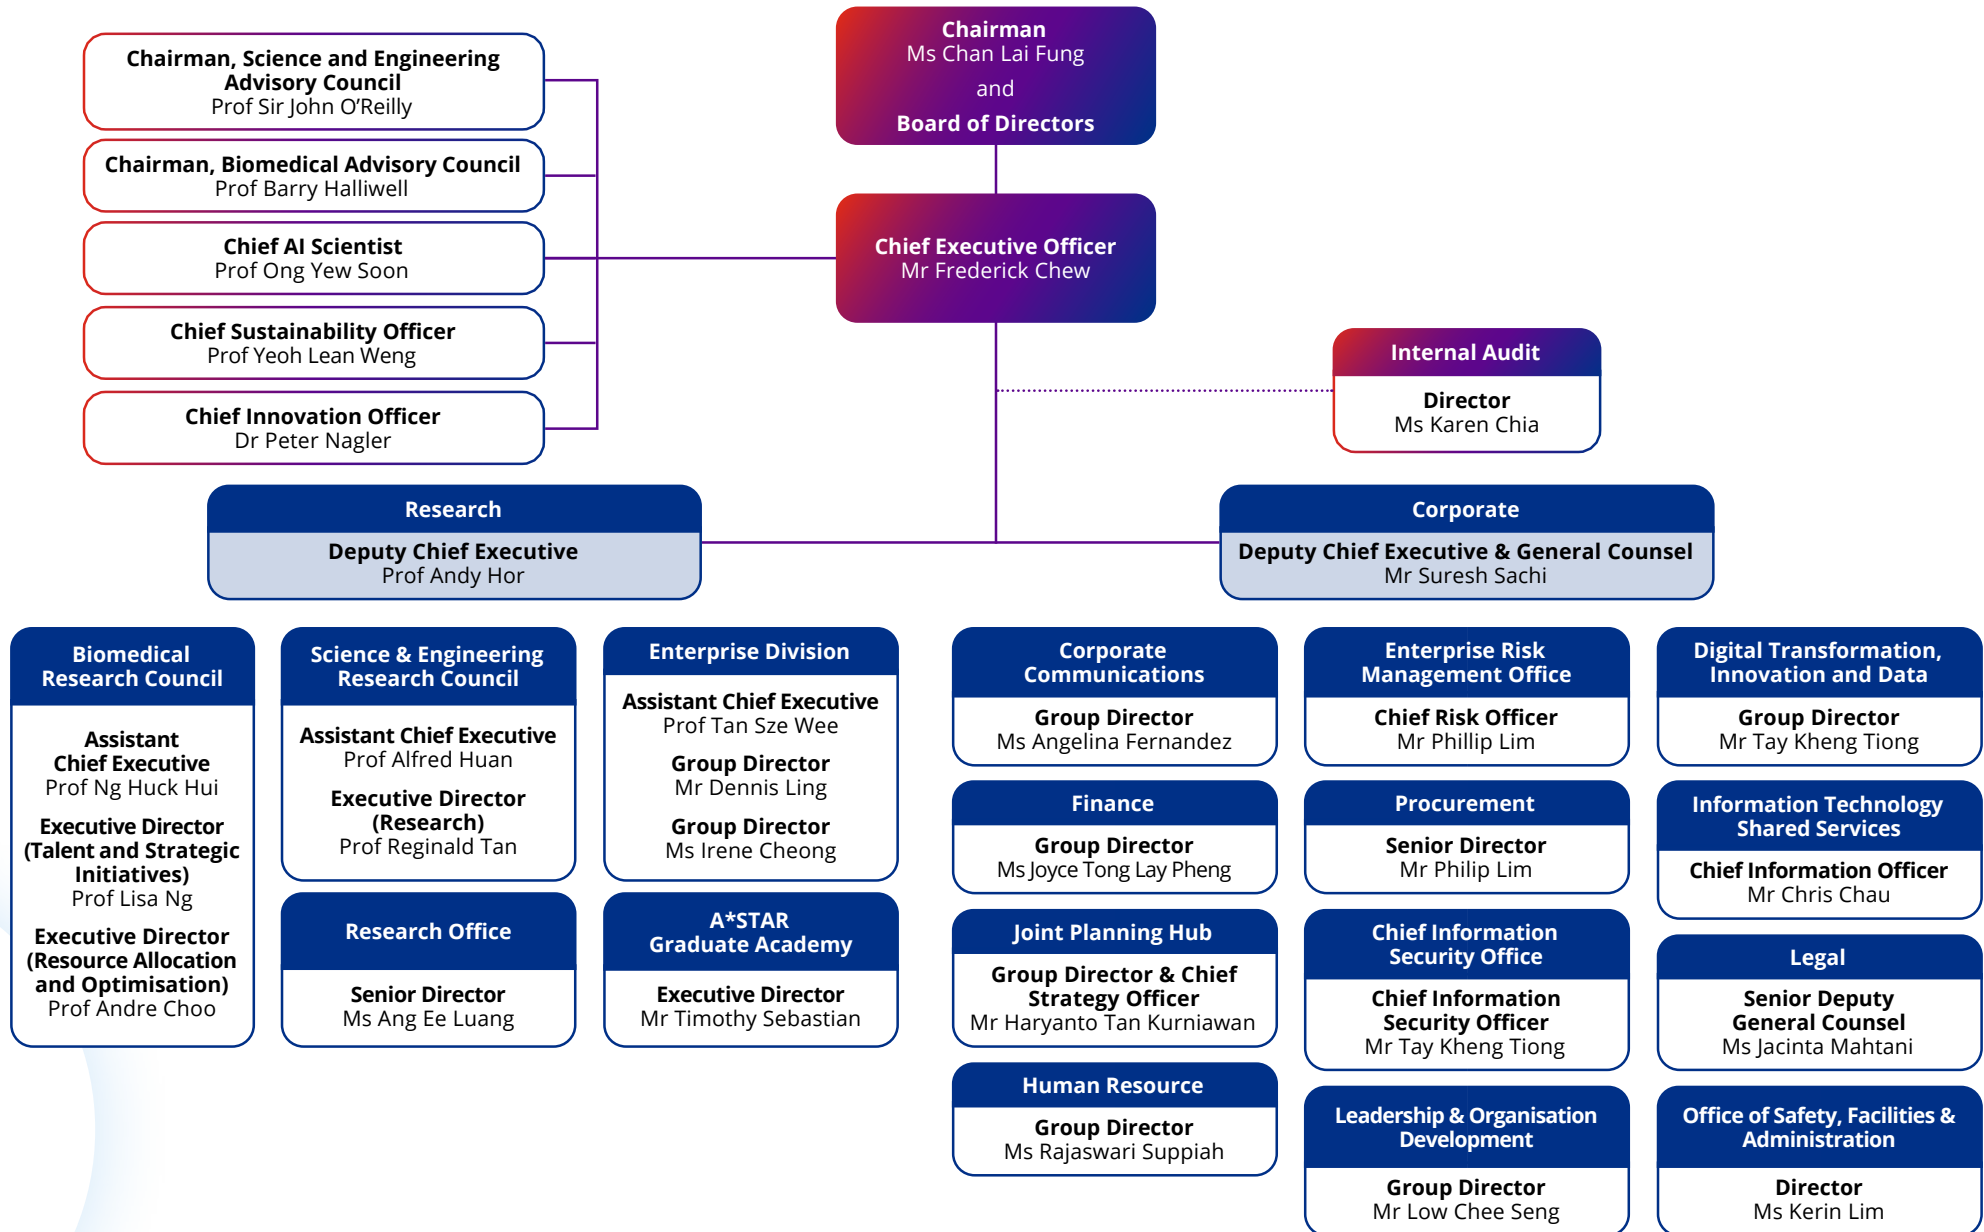 Chairman
Ms Chan Lai Fung
and
Board of Directors
Chairman, Science and Engineering
Advisory Council
Prof Sir John O’Reilly
Chairman, Biomedical Advisory Council
Prof Barry Halliwell
Chief AI Scientist
Prof Ong Yew Soon
Chief Sustainability Officer
Prof Yeoh Lean Weng
Chief Innovation Officer
Dr Peter Nagler
Chief Executive Officer
Mr Frederick Chew
Internal Audit
Director
Ms Karen Chia
Research
Deputy Chief Executive
Prof Andy Hor
Corporate
Deputy Chief Executive & General Counsel
Mr Suresh Sachi
Biomedical
Research Council
Assistant
Chief Executive
Prof Ng Huck Hui
Executive Director
(Talent and Strategic
Initiatives)
Prof Lisa Ng
Executive Director
(Resource Allocation
and Optimisation)
Prof Andre Choo
Science & Engineering
Research Council
Assistant Chief Executive
Prof Alfred Huan
Executive Director
(Research)
Prof Reginald Tan
Research Office
Senior Director
Ms Ang Ee Luang
Enterprise Division
Assistant Chief Executive
Prof Tan Sze Wee
Group Director
Mr Dennis Ling
Group Director
Ms Irene Cheong
A*STAR
Graduate Academy
Executive Director
Mr Timothy Sebastian
Corporate
Communications
Group Director
Ms Angelina Fernandez
Finance
Group Director
Ms Joyce Tong Lay Pheng
Joint Planning Hub
Group Director & Chief
Strategy Officer
Mr Haryanto Tan Kurniawan
Human Resource
Group Director
Ms Rajaswari Suppiah
Enterprise Risk
Management Office
Chief Risk Officer
Mr Phillip Lim
Procurement
Senior Director
Mr Philip Lim
Chief Information
Security Office
Chief Information
Security Officer
Mr Tay Kheng Tiong
Leadership & Organisation
Development
Group Director
Mr Low Chee Seng
Digital Transformation,
Innovation and Data
Group Director
Mr Tay Kheng Tiong
Information Technology
Shared Services
Chief Information Officer
Mr Chris Chau
Legal
Senior Deputy
General Counsel
Ms Jacinta Mahtani
Office of Safety, Facilities &
Administration
Director
Ms Kerin Lim